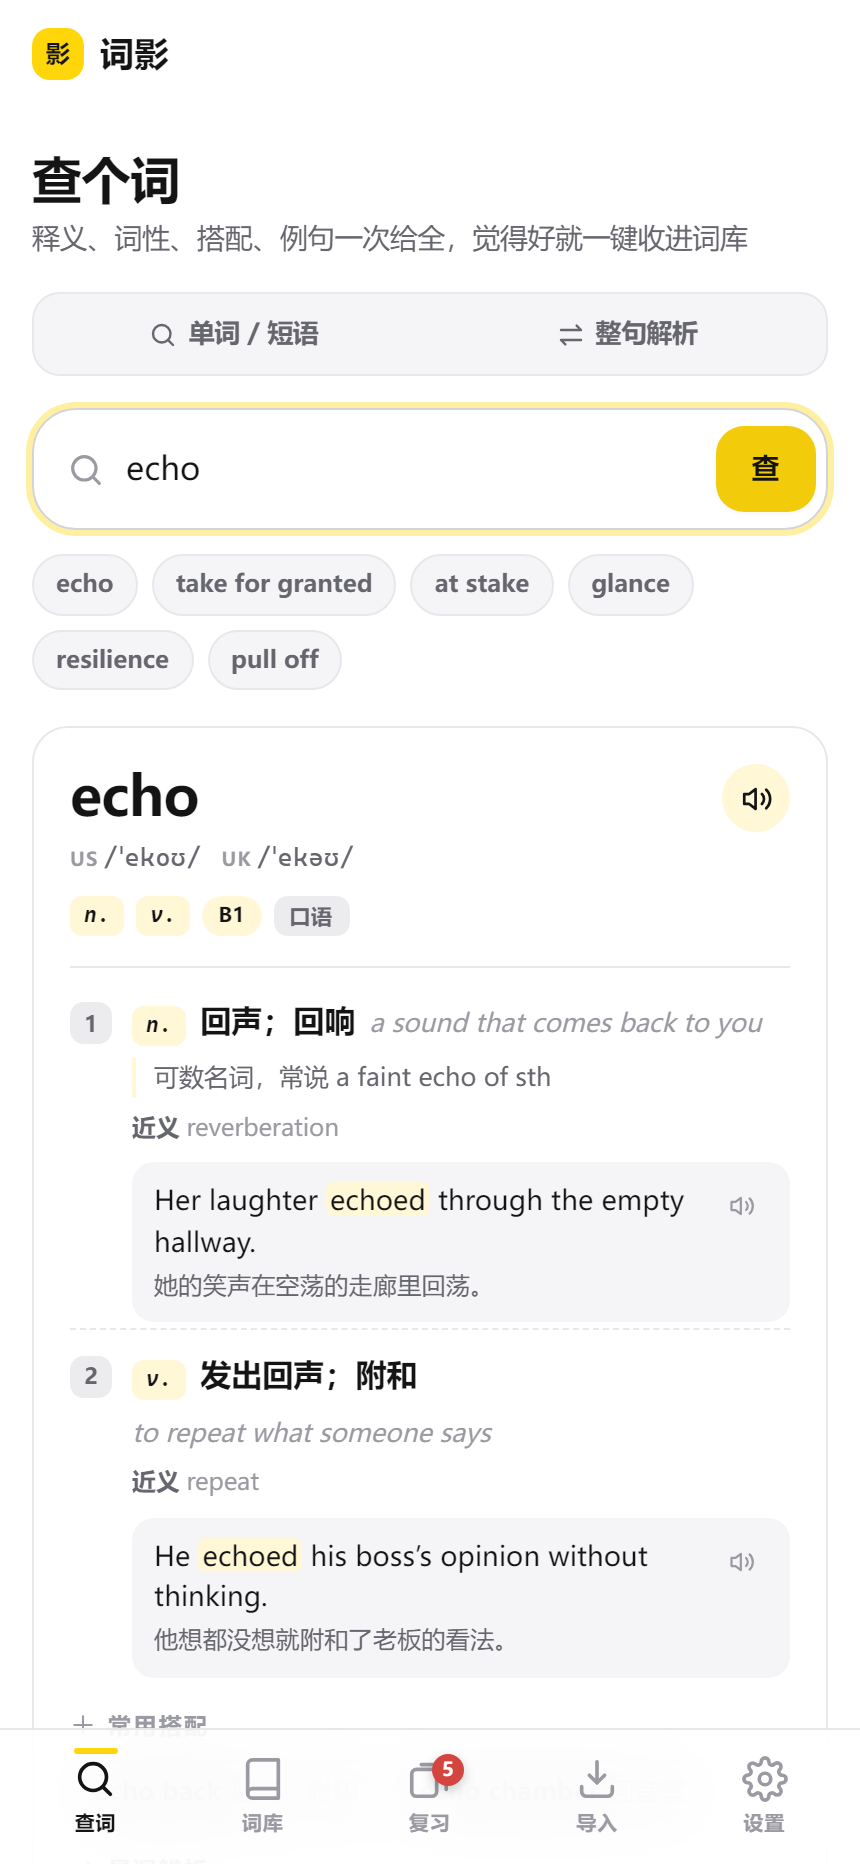 影 词影
查个词
释义、词性、搭配、例句一次给全，觉得好就一键收进词库
单词 / 短语 整句解析
echo 查
echo take for granted at stake glance
resilience pull off
echo
US /ˈekoʊ/ UK /ˈekəʊ/
n. v. B1 口语
1 n. 回声；回响 a sound that comes back to you
可数名词，常说 a faint echo of sth
近义 reverberation
Her laughter echoed through the empty
hallway.
她的笑声在空荡的走廊里回荡。
2 v. 发出回声；附和
to repeat what someone says
近义 repeat
He echoed his boss’s opinion without
thinking.
他想都没想就附和了老板的看法。
常用搭配
5
查词 词库 复习 导入 设置